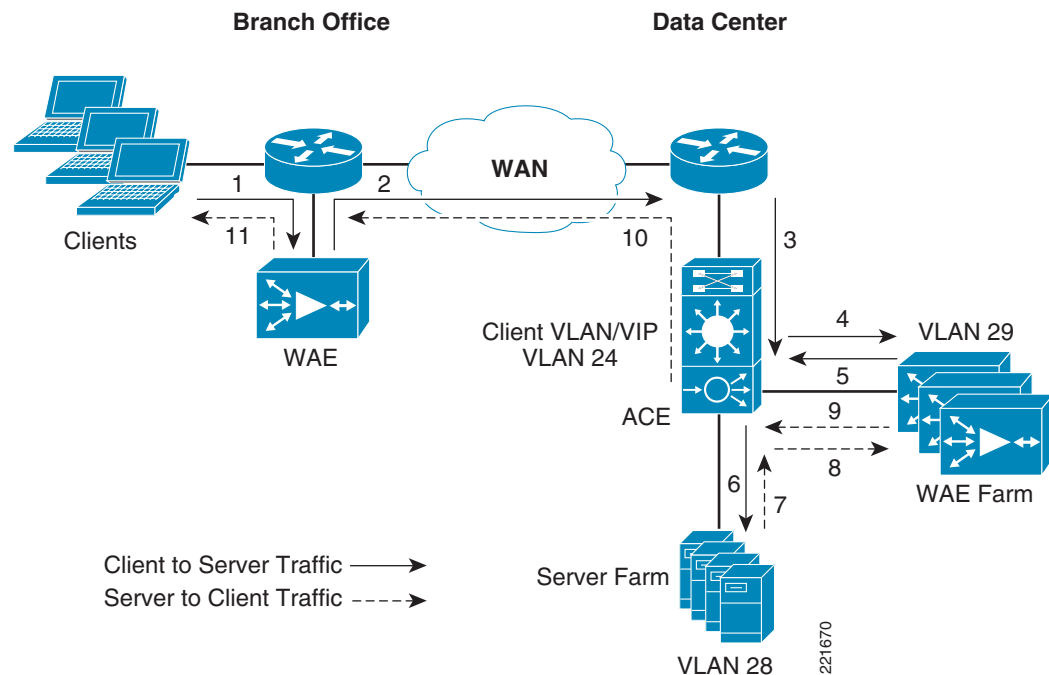 Branch Office
Data Center
WAN
1
2
11
10
3
Clients
WAE
Client VLAN/VIP
VLAN 24
4
VLAN 29
5
ACE
9
8
WAE Farm
6
7
Client to Server Traffic
Server to Client Traffic
Server Farm
VLAN 28
221670